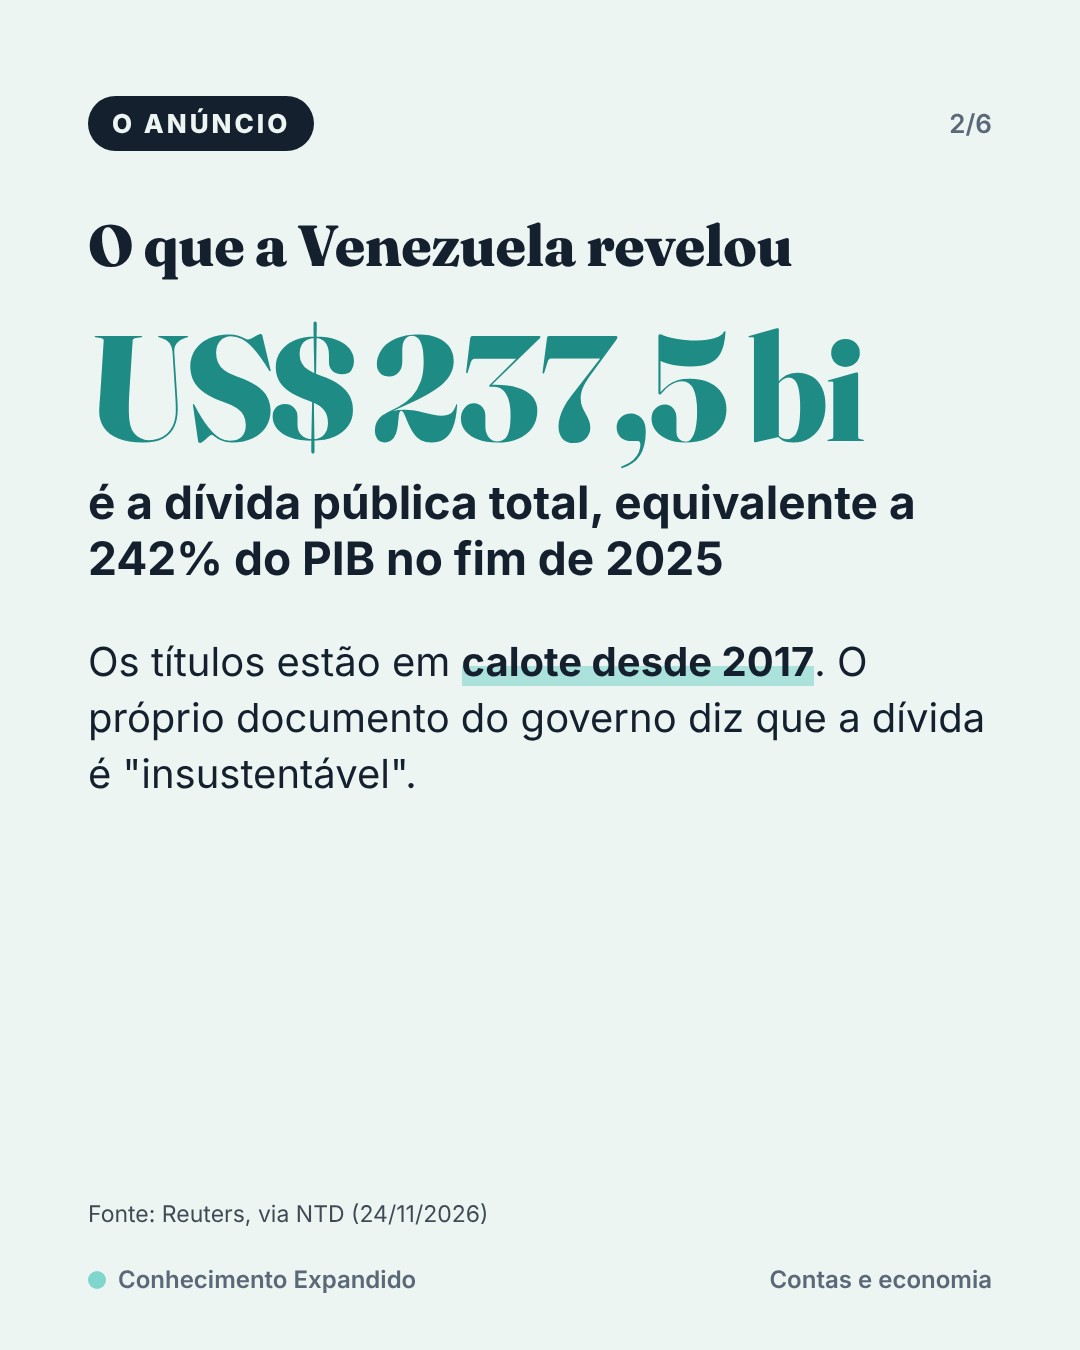 O ANÚNCIO
2/6
O que a Venezuela revelou
US$ 237,5 bi
é a dívida pública total, equivalente a
242% do PIB no fim de 2025
Os títulos estão em calote desde 2017. O
próprio documento do governo diz que a dívida
é "insustentável".
Fonte: Reuters, via NTD (24/11/2026)
Conhecimento Expandido
Contas e economia